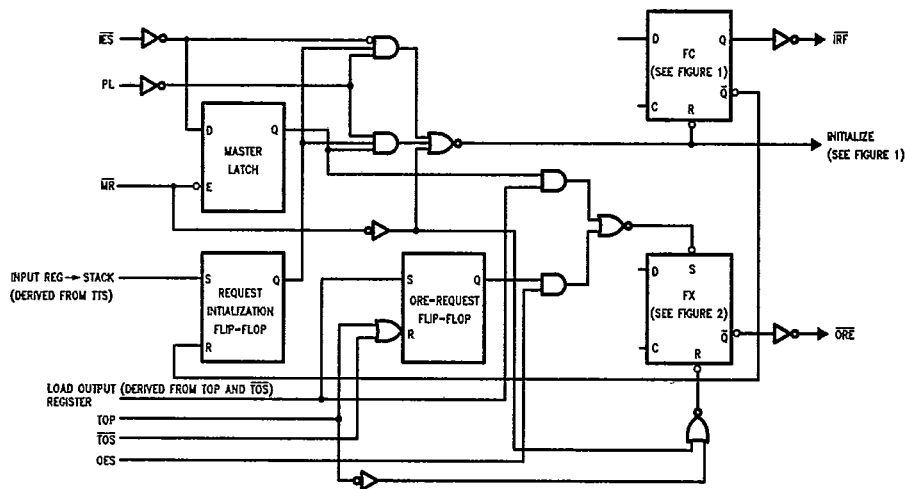 IES
PL
MR
D Q
MASTER
LATCH
E
INPUT REG → STACK
(DERIVED FROM TTS)
S Q
REQUEST
INTIALIZATION
FLIP-FLOP
R
S Q
ORE-REQUEST
FLIP-FLOP
R
LOAD OUTPUT (DERIVED FROM TOP AND TOS)
REGISTER
TOP
TOS
OES
D Q
FC
(SEE FIGURE 1)
Q
C R
IRF
INITIALIZE
(SEE FIGURE 1)
D S
FX
(SEE FIGURE 2)
Q
C R
ORE